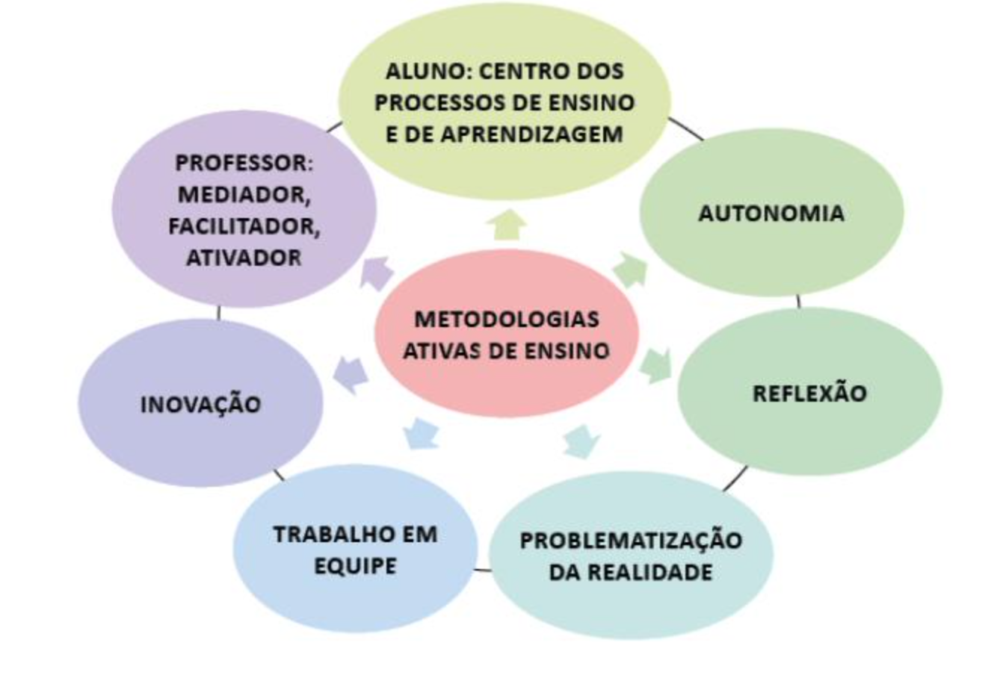 ALUNO: CENTRO DOS
PROCESSOS DE ENSINO
E DE APRENDIZAGEM
PROFESSOR:
MEDIADOR,
FACILITADOR,
ATIVADOR
AUTONOMIA
METODOLOGIAS
ATIVAS DE ENSINO
INOVAÇÃO
REFLEXÃO
TRABALHO EM
EQUIPE
PROBLEMATIZAÇÃO
DA REALIDADE